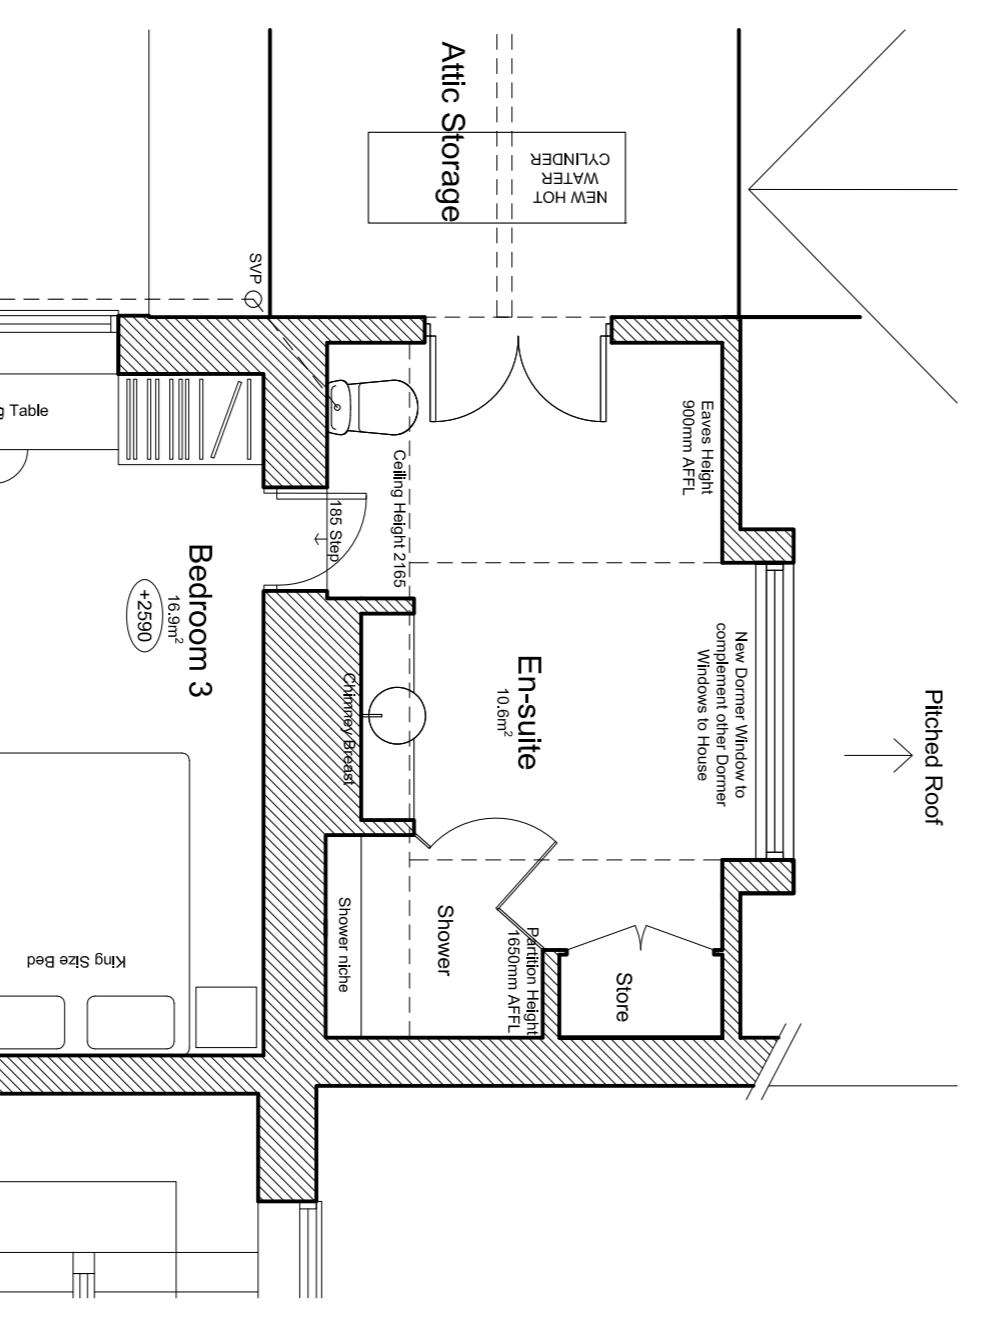 Attic Storage
NEW HOT
WATER
CYLINDER
SVP
g Table
Eaves Height
900mm AFFL
Ceiling Height 2165
185 Step
Bedroom 3
16.9m²
+2590
En-suite
10.6m²
New Dormer Window to
complement other Dormer
Windows to House
Pitched Roof
Chimney Breast
Shower niche
Shower
Partition Height
1650mm AFFL
Store
King Size Bed